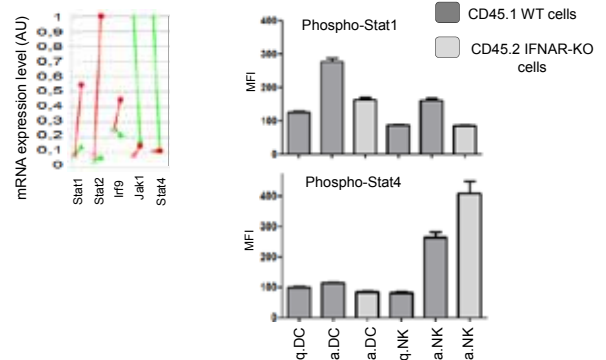 mRNA expression level (AU)
1
0,9
0,8
0,7
0,6
0,5
0,4
0,3
0,2
0,1
0
Stat1
Stat2
Irf9
Jak1
Stat4
Phospho-Stat1
MFI
400
300
200
100
0
CD45.1 WT cells
CD45.2 IFNAR-KO
cells
Phospho-Stat4
MFI
400
300
200
100
0
q.DC
a.DC
a.DC
q.NK
a.NK
a.NK